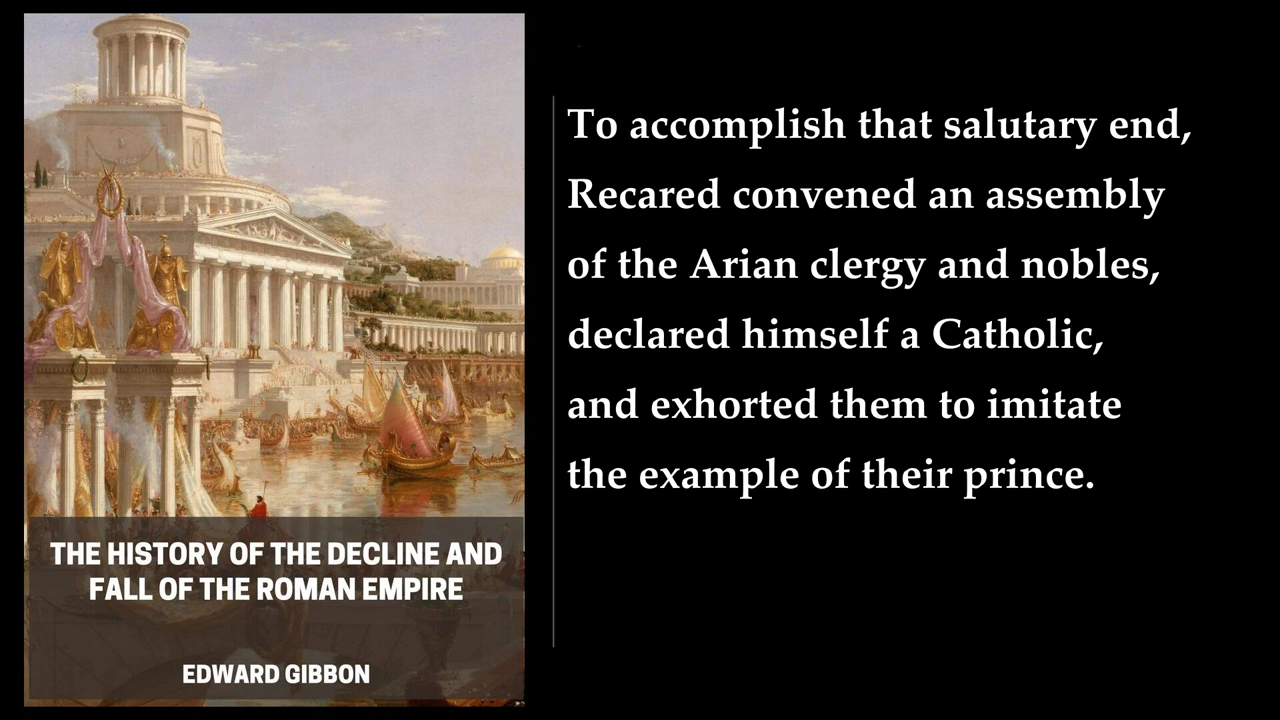 To accomplish that salutary end,
Recared convened an assembly
of the Arian clergy and nobles,
declared himself a Catholic,
and exhorted them to imitate
the example of their prince.
THE HISTORY OF THE DECLINE AND
FALL OF THE ROMAN EMPIRE
EDWARD GIBBON